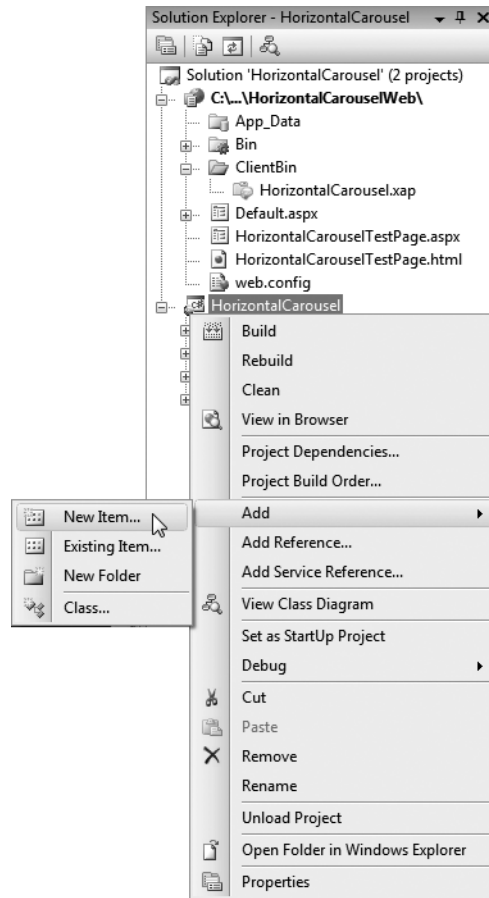 Solution Explorer - HorizontalCarousel
Solution 'HorizontalCarousel' (2 projects)
C:\...\HorizontalCarouselWeb\
App_Data
Bin
ClientBin
HorizontalCarousel.xap
Default.aspx
HorizontalCarouselTestPage.aspx
HorizontalCarouselTestPage.html
web.config
HorizontalCarousel
Build
Rebuild
Clean
View in Browser
Project Dependencies...
Project Build Order...
Add
New Item...
Existing Item...
New Folder
Class...
Add Reference...
Add Service Reference...
View Class Diagram
Set as StartUp Project
Debug
Cut
Paste
Remove
Rename
Unload Project
Open Folder in Windows Explorer
Properties